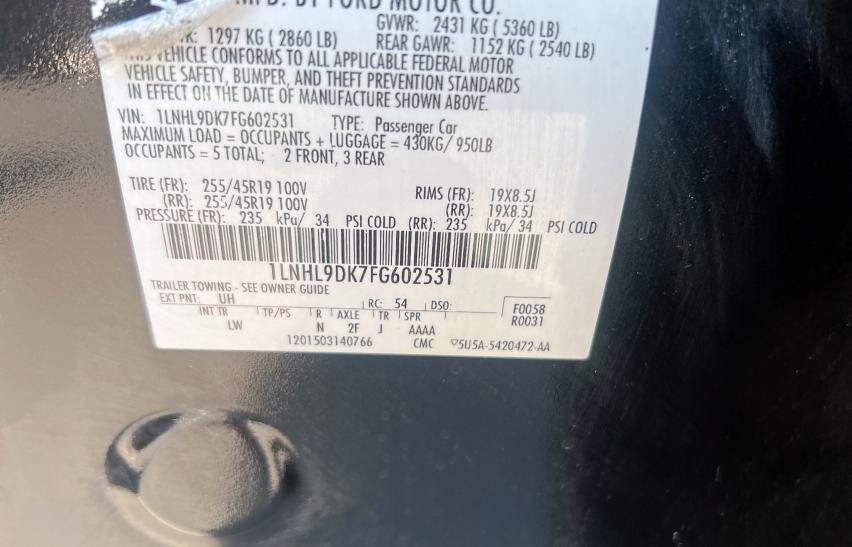 MFD. BY FORD MOTOR CO.
GVWR: 2431 KG ( 5360 LB)
1297 KG ( 2860 LB) REAR GAWR: 1152 KG ( 2540 LB)
THIS VEHICLE CONFORMS TO ALL APPLICABLE FEDERAL MOTOR
VEHICLE SAFETY, BUMPER, AND THEFT PREVENTION STANDARDS
IN EFFECT ON THE DATE OF MANUFACTURE SHOWN ABOVE.
VIN: 1LNHL9DK7FG602531 TYPE: Passenger Car
MAXIMUM LOAD = OCCUPANTS + LUGGAGE = 430KG/ 950LB
OCCUPANTS = 5 TOTAL; 2 FRONT, 3 REAR
TIRE (FR): 255/45R19 100V RIMS (FR): 19X8.5J
(RR): 255/45R19 100V (RR): 19X8.5J
PRESSURE (FR): 235 kPa/ 34 PSI COLD (RR): 235 kPa/ 34 PSI COLD
1LNHL9DK7FG602531
TRAILER TOWING - SEE OWNER GUIDE
EXT PNT: UH RC: 54 DSO: F0058
INT TR TP/PS R AXLE TR SPR R0031
LW N 2F J AAAA
1201503140766 CMC ▽5U5A-5420472-AA